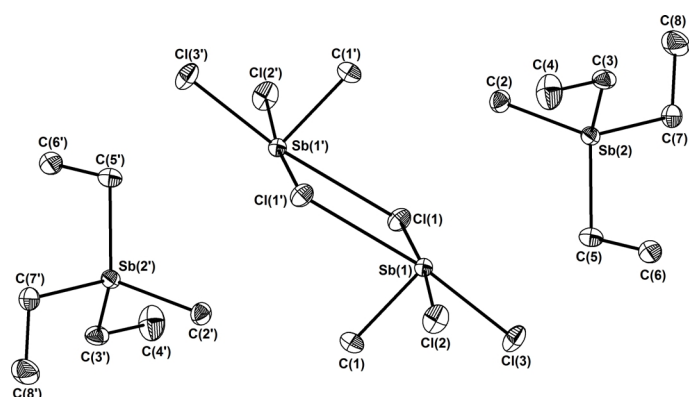 C(8)
Cl(3')
C(1')
Cl(2')
C(4)
C(3)
C(2)
C(7)
Sb(1')
Sb(2)
C(6')
C(5')
Cl(1')
Cl(1)
C(5)
C(6)
Sb(2')
Sb(1)
C(7')
C(2')
C(3')
C(4')
C(1)
Cl(2)
Cl(3)
C(8')